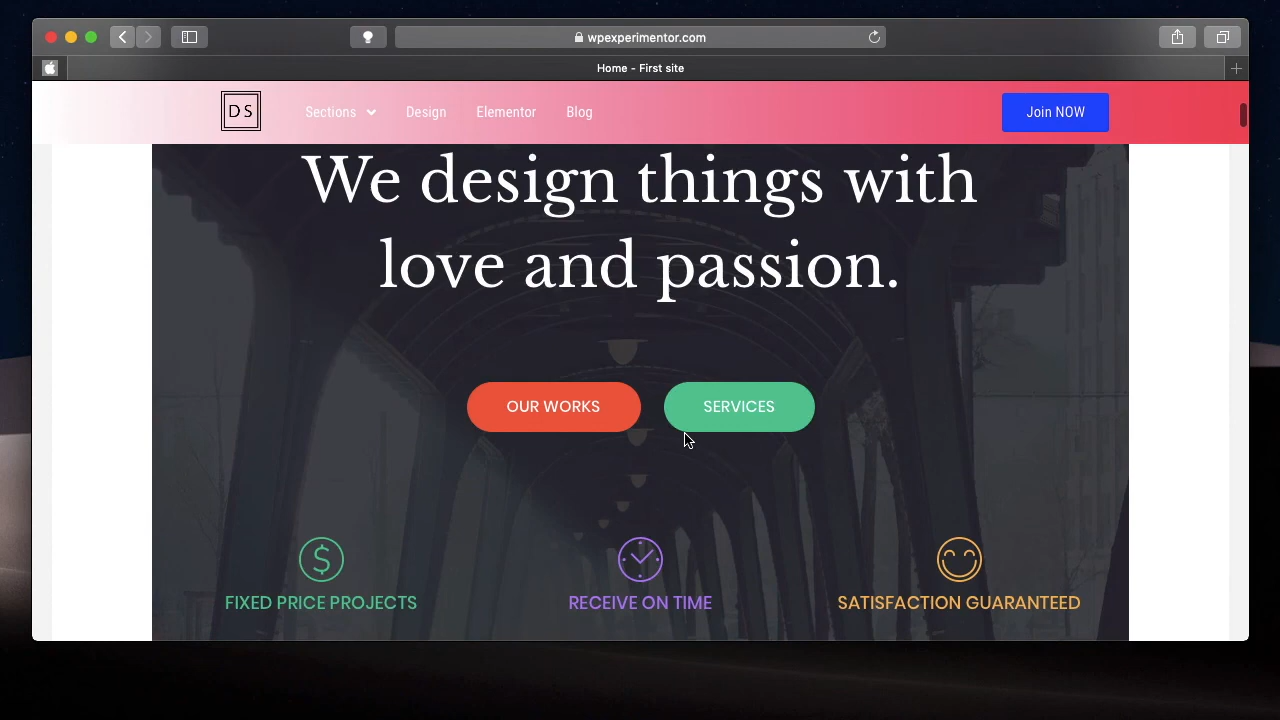 wpexperimentor.com
Home - First site
DS
Sections
Design
Elementor
Blog
Join NOW
We design things with
love and passion.
OUR WORKS
SERVICES
FIXED PRICE PROJECTS
RECEIVE ON TIME
SATISFACTION GUARANTEED